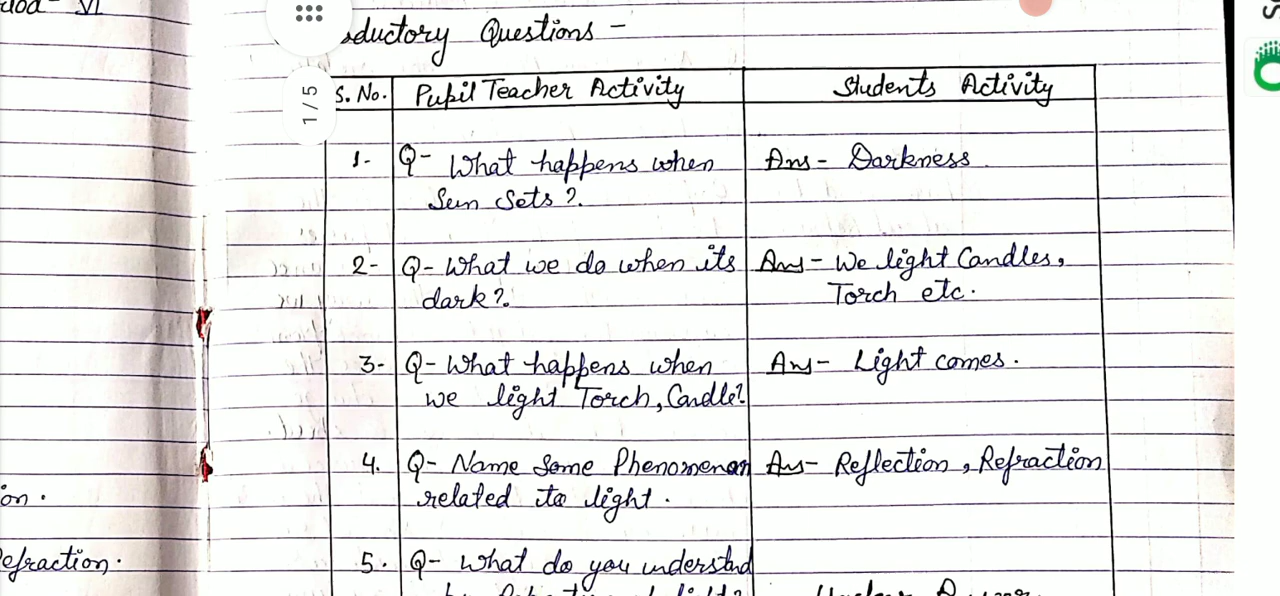 VI
ductory Questions -
1/5
S. No. Pupil Teacher Activity Students Activity
1- Q- What happens when Ans- Darkness.
Sun Sets?.
2- Q- What we do when its Ans- We light Candles,
dark?. Torch etc.
3- Q- What happens when Ans- Light comes.
we light Torch, Candle?
4. Q- Name Some Phenomenon Ans- Reflection, Refraction
related to light.
on.
efraction.
5. Q- What do you understand